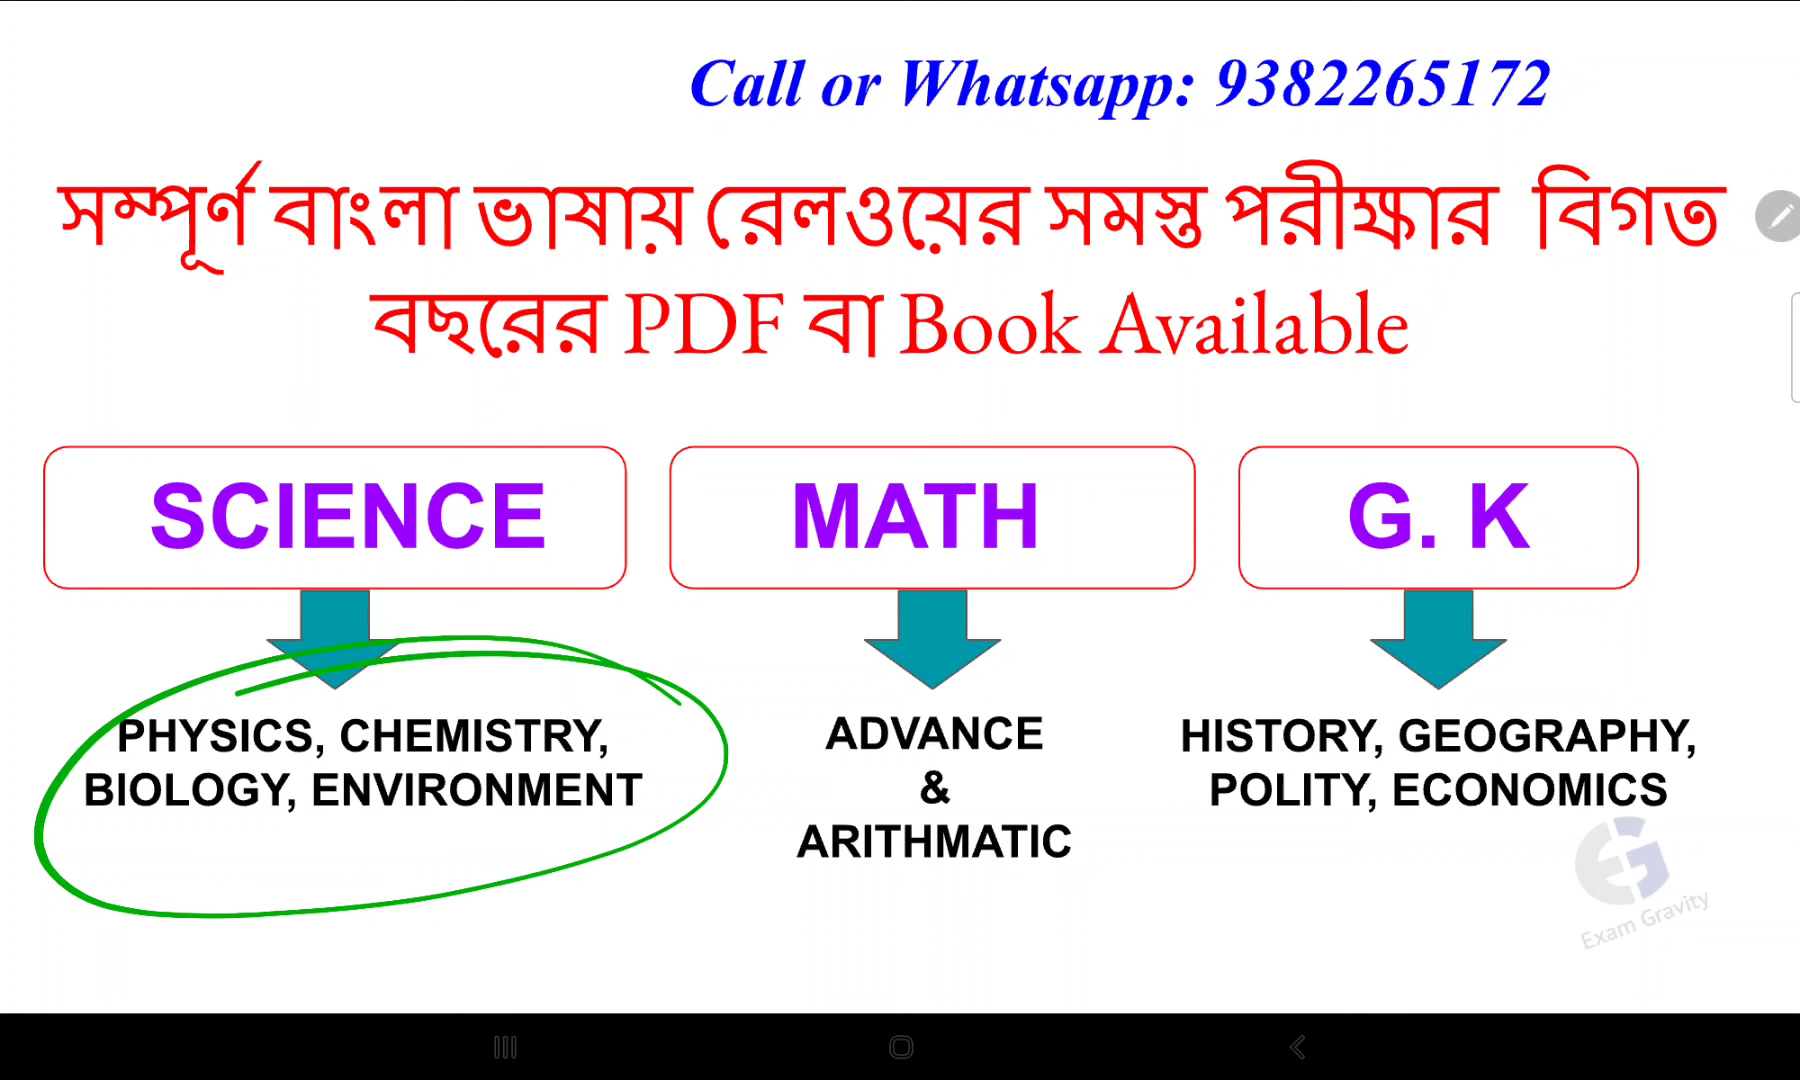 Call or Whatsapp: 9382265172
সম্পূর্ণ বাংলা ভাষায় রেলওয়ের সমস্ত পরীক্ষার বিগত
বছরের PDF বা Book Available
SCIENCE
MATH
G. K
PHYSICS, CHEMISTRY,
BIOLOGY, ENVIRONMENT
ADVANCE
&
ARITHMATIC
HISTORY, GEOGRAPHY,
POLITY, ECONOMICS
Exam Gravity